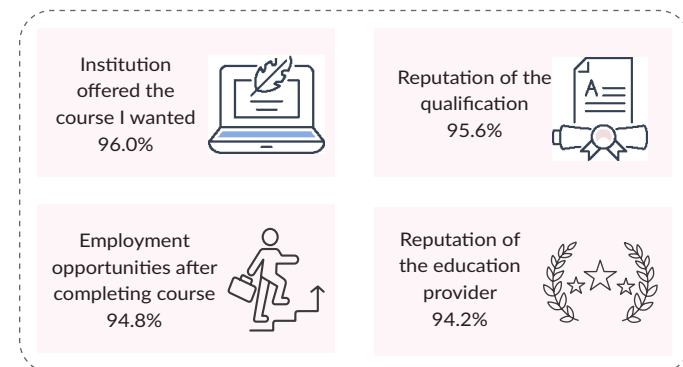 Institution
offered the
course I wanted
96.0%
Reputation of the
qualification
95.6%
A
Employment
opportunities after
completing course
94.8%
Reputation of
the education
provider
94.2%